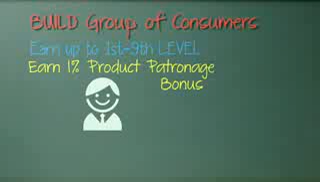 BUILD Group of Consumers
Earn up to 1st-9th LEVEL
Earn 1% Product Patronage
Bonus